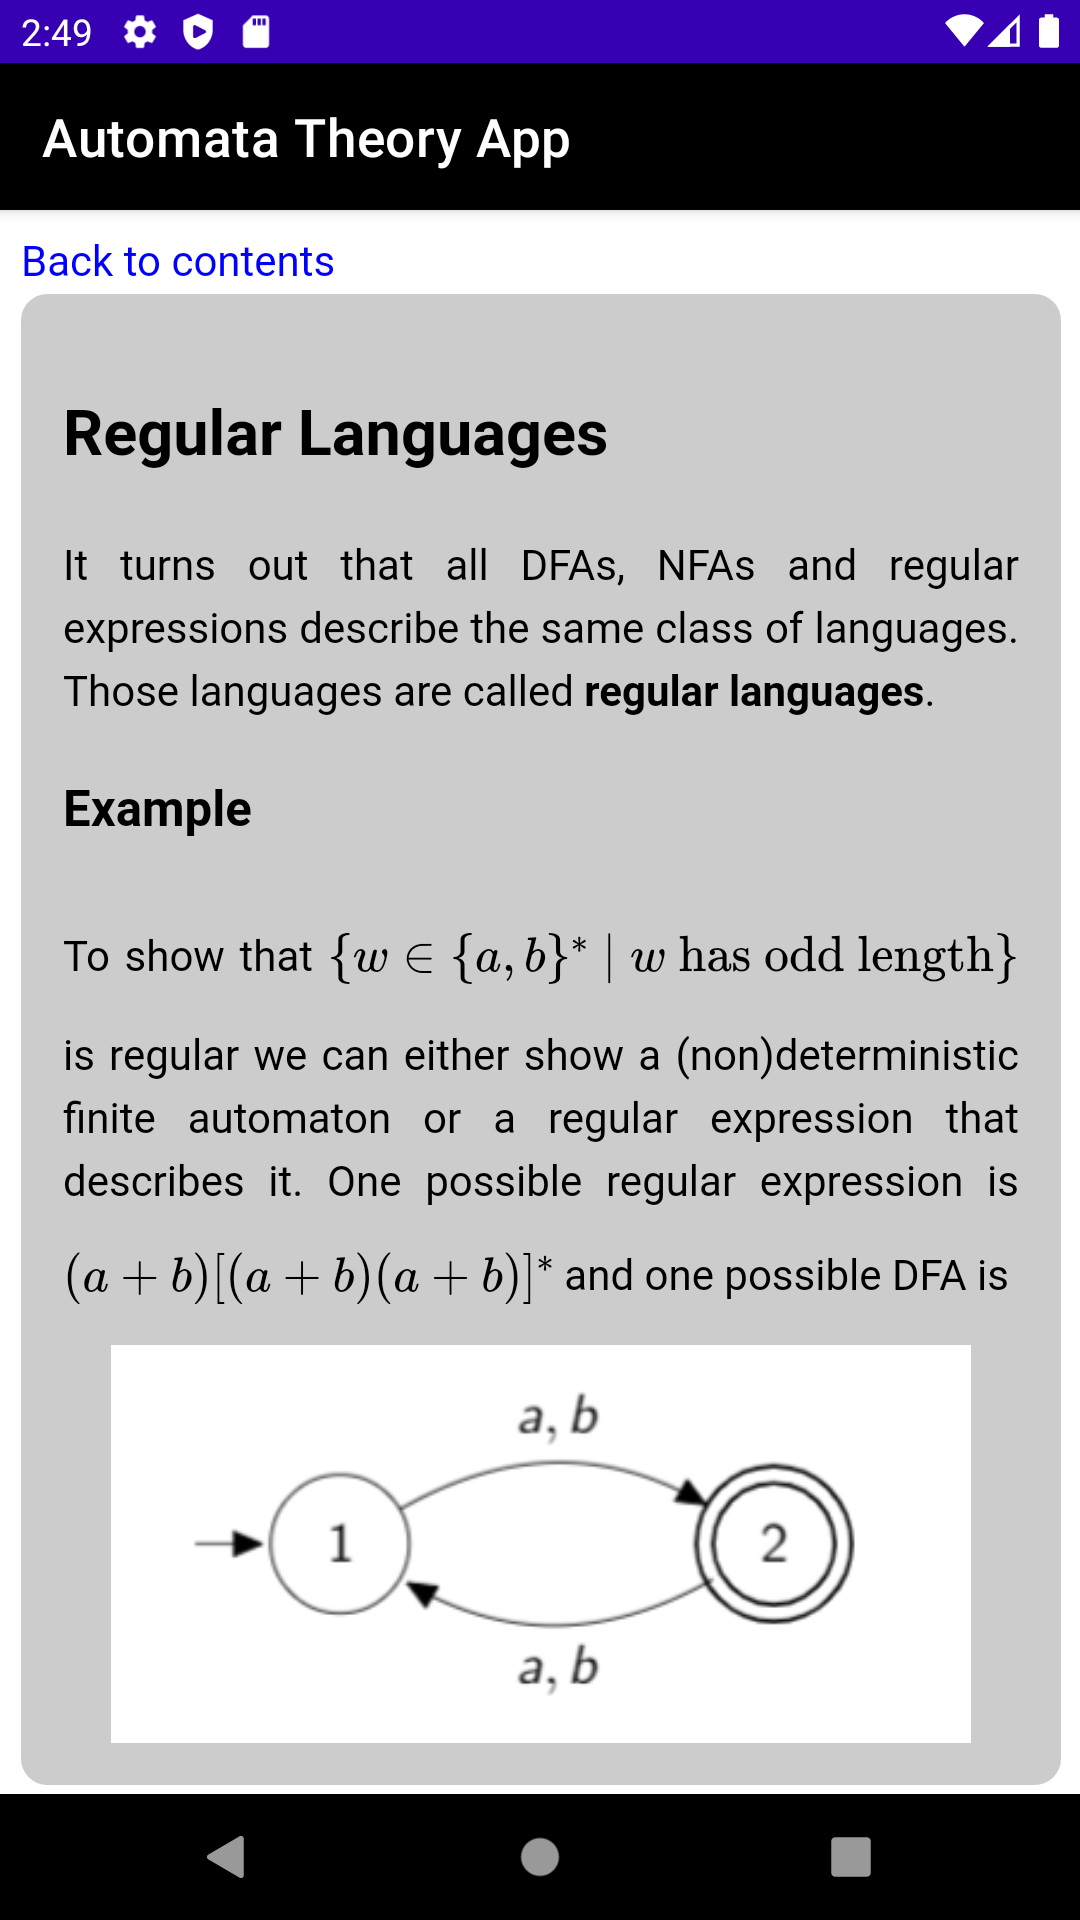 2:49
Automata Theory App
Back to contents
Regular Languages
It turns out that all DFAs, NFAs and regular
expressions describe the same class of languages.
Those languages are called regular languages.
Example
To show that {w ∈ {a, b}* | w has odd length}
is regular we can either show a (non)deterministic
finite automaton or a regular expression that
describes it. One possible regular expression is
(a + b)[(a + b)(a + b)]* and one possible DFA is
a, b
1
2
a, b